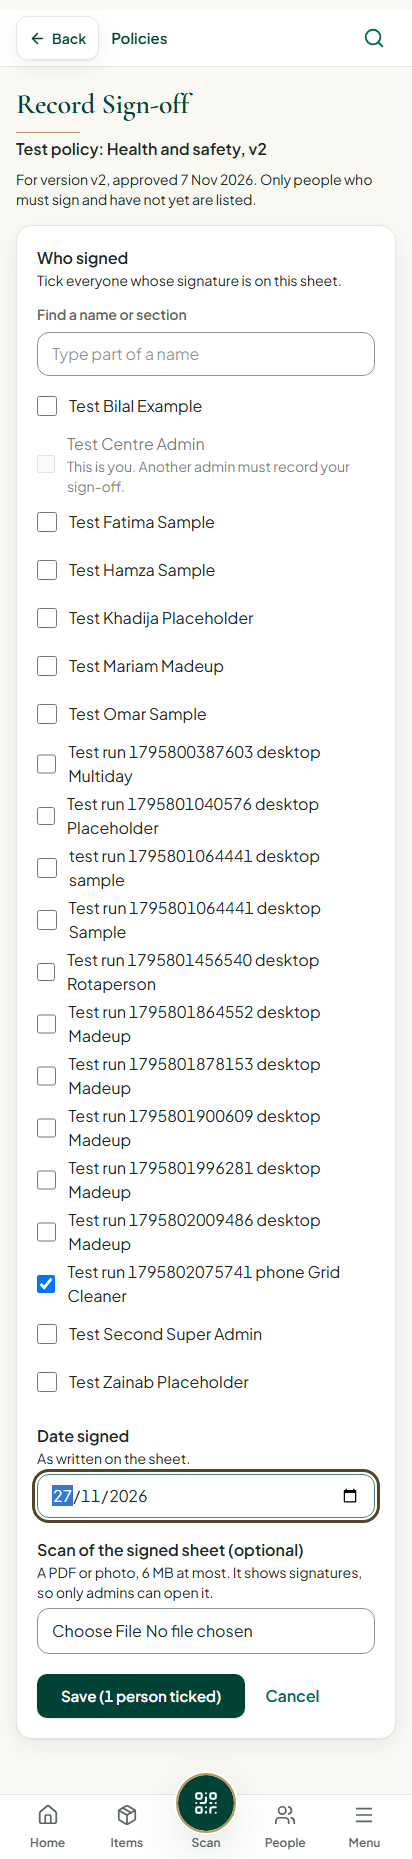 Back
Policies
Record Sign-off
Test policy: Health and safety, v2
For version v2, approved 7 Nov 2026. Only people who
must sign and have not yet are listed.
Who signed
Tick everyone whose signature is on this sheet.
Find a name or section
Type part of a name
Test Bilal Example
Test Centre Admin
This is you. Another admin must record your
sign-off.
Test Fatima Sample
Test Hamza Sample
Test Khadija Placeholder
Test Mariam Madeup
Test Omar Sample
Test run 1795800387603 desktop
Multiday
Test run 1795801040576 desktop
Placeholder
test run 1795801064441 desktop
sample
Test run 1795801064441 desktop
Sample
Test run 1795801456540 desktop
Rotaperson
Test run 1795801864552 desktop
Madeup
Test run 1795801878153 desktop
Madeup
Test run 1795801900609 desktop
Madeup
Test run 1795801996281 desktop
Madeup
Test run 1795802009486 desktop
Madeup
Test run 1795802075741 phone Grid
Cleaner
Test Second Super Admin
Test Zainab Placeholder
Date signed
As written on the sheet.
27/11/2026
Scan of the signed sheet (optional)
A PDF or photo, 6 MB at most. It shows signatures,
so only admins can open it.
Choose File No file chosen
Save (1 person ticked)
Cancel
Home
Items
Scan
People
Menu